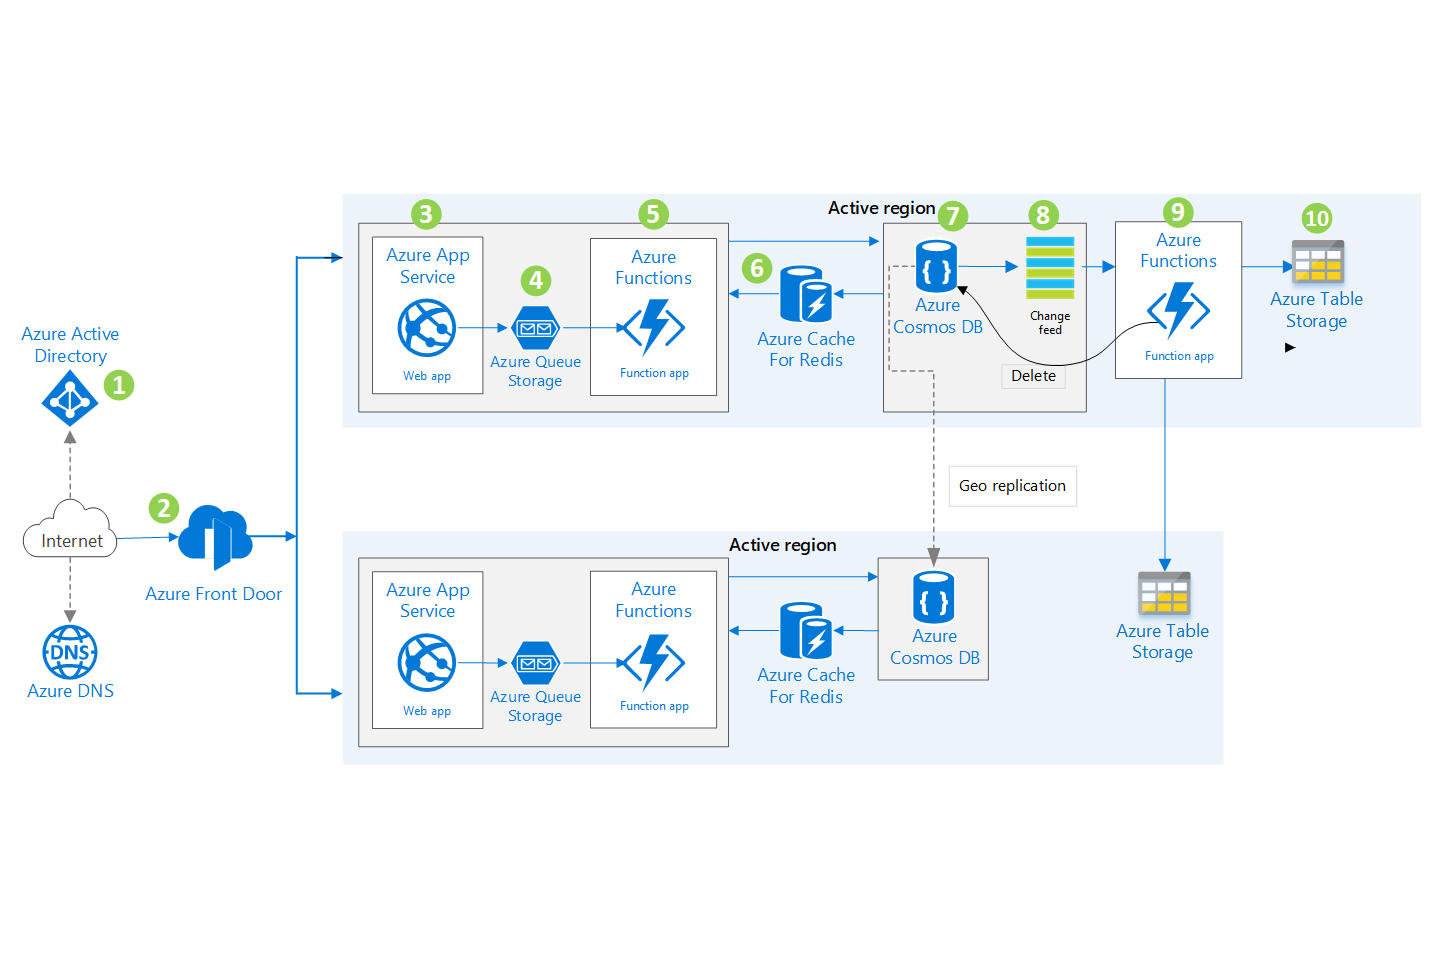 Active region
3
5
7
8
9
10
Azure App
Service
Web app
4
Azure Queue
Storage
Azure
Functions
Function app
6
Azure Cache
For Redis
Azure
Cosmos DB
Change
feed
Delete
Azure
Functions
Function app
Azure Table
Storage
Azure Active
Directory
1
2
Internet
Azure Front Door
DNS
Azure DNS
Geo replication
Active region
Azure App
Service
Web app
Azure Queue
Storage
Azure
Functions
Function app
Azure Cache
For Redis
Azure
Cosmos DB
Azure Table
Storage